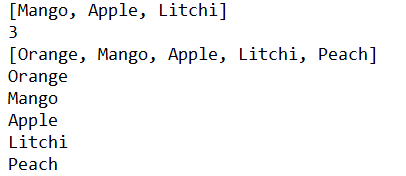 [Mango, Apple, Litchi]
3
[Orange, Mango, Apple, Litchi, Peach]
Orange
Mango
Apple
Litchi
Peach